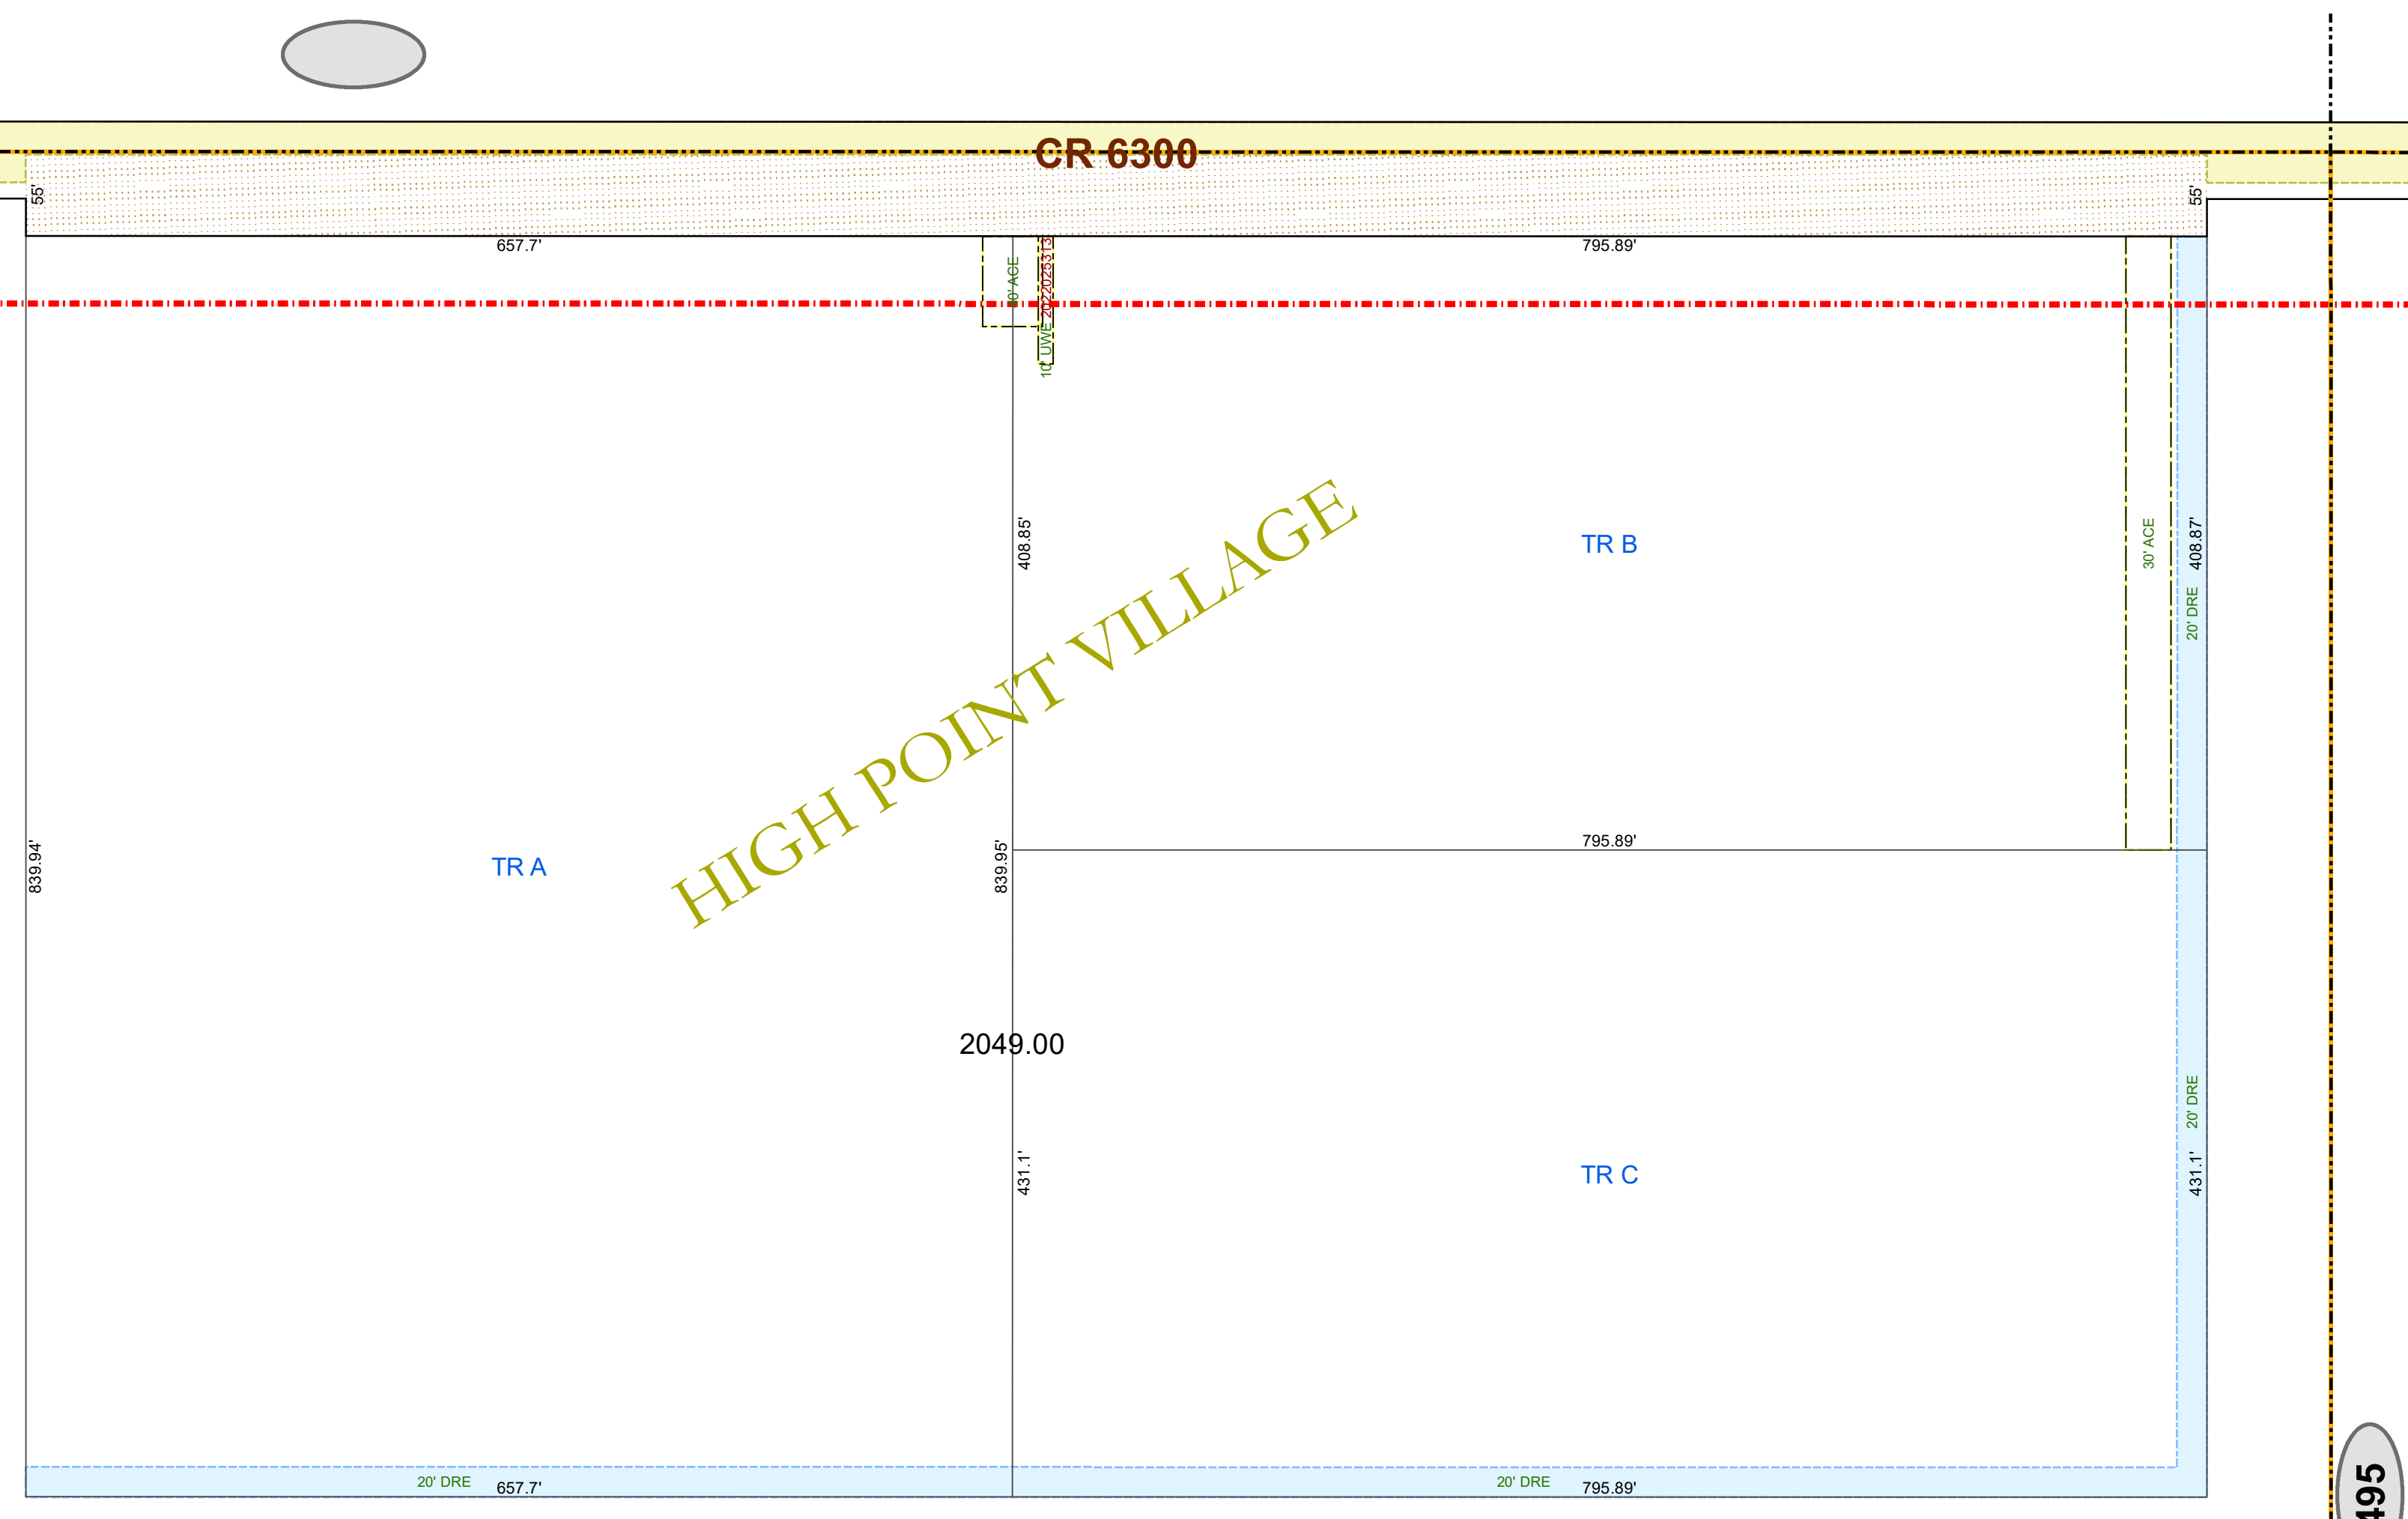 CR 6300
55'
55'
657.7'
795.89'
ACE
2022025313
10' UWE
408.85'
TR B
30' ACE
408.87'
20' DRE
HIGH POINT VILLAGE
795.89'
839.94'
TR A
839.95'
2049.00
20' DRE
431.1'
TR C
431.1'
20' DRE
657.7'
20' DRE
795.89'